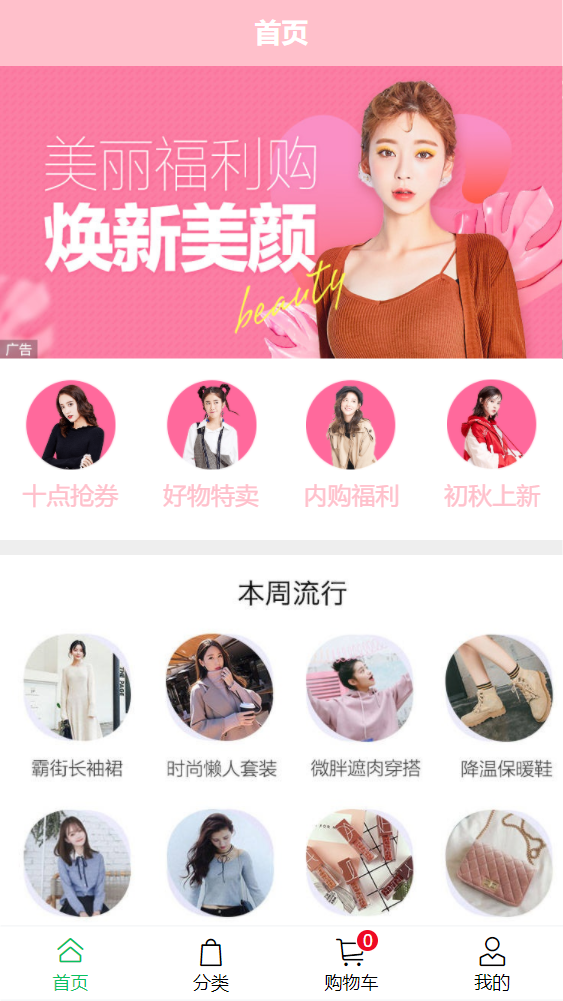 首页
美丽福利购
焕新美颜
beauty
广告
十点抢券 好物特卖 内购福利 初秋上新
本周流行
霸街长袖裙 时尚懒人套装 微胖遮肉穿搭 降温保暖鞋
0
首页 分类 购物车 我的